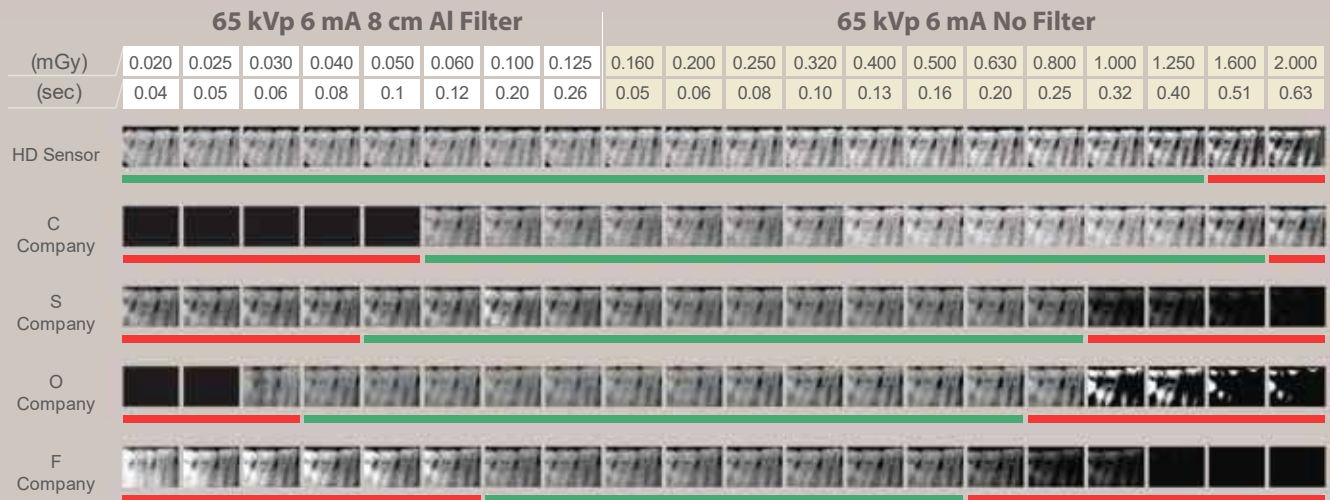 65 kVp 6 mA 8 cm Al Filter 65 kVp 6 mA No Filter
(mGy) 0.020 0.025 0.030 0.040 0.050 0.060 0.100 0.125 0.160 0.200 0.250 0.320 0.400 0.500 0.630 0.800 1.000 1.250 1.600 2.000
(sec) 0.04 0.05 0.06 0.08 0.1 0.12 0.20 0.26 0.05 0.06 0.08 0.10 0.13 0.16 0.20 0.25 0.32 0.40 0.51 0.63
HD Sensor
C
Company
S
Company
O
Company
F
Company